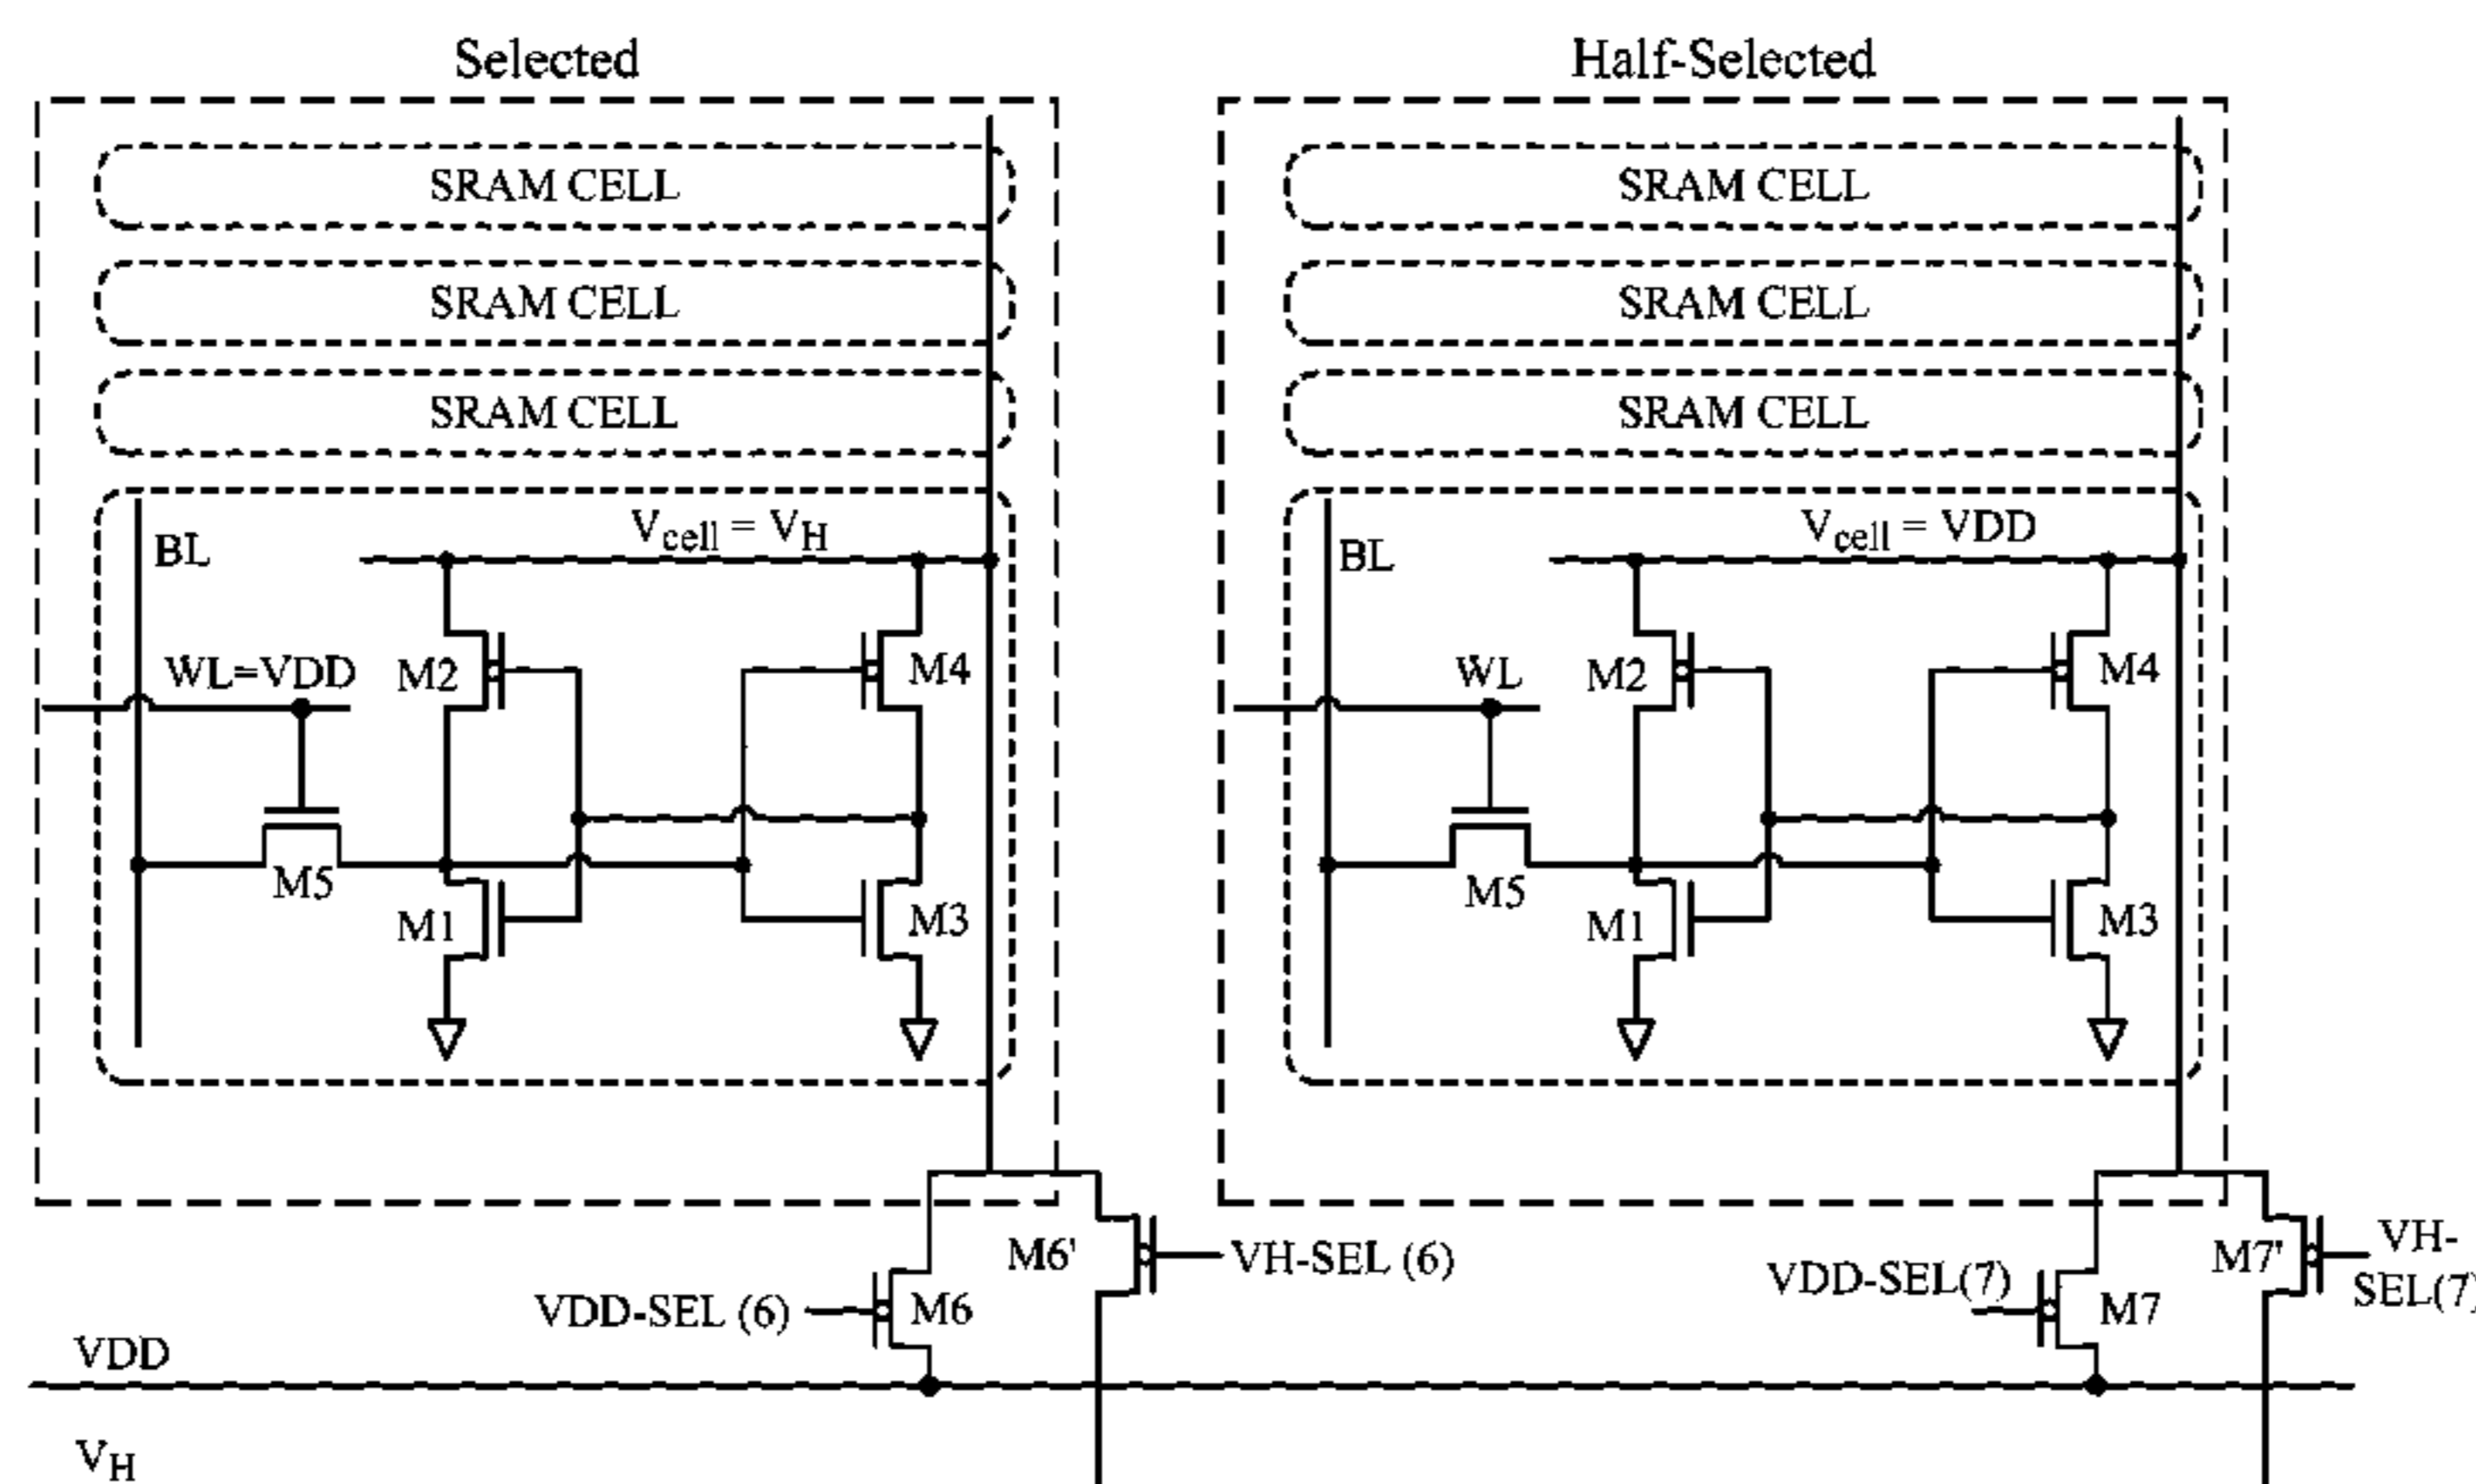 Selected
Half-Selected
SRAM CELL
SRAM CELL
SRAM CELL
SRAM CELL
SRAM CELL
SRAM CELL
BL
Vcell = VH
BL
Vcell = VDD
WL=VDD
M2
M4
WL
M2
M4
M5
M1
M3
M5
M1
M3
M6'
VH-SEL (6)
VDD-SEL (6)
M6
VDD-SEL(7)
M7
M7'
VH-
SEL(7)
VDD
VH